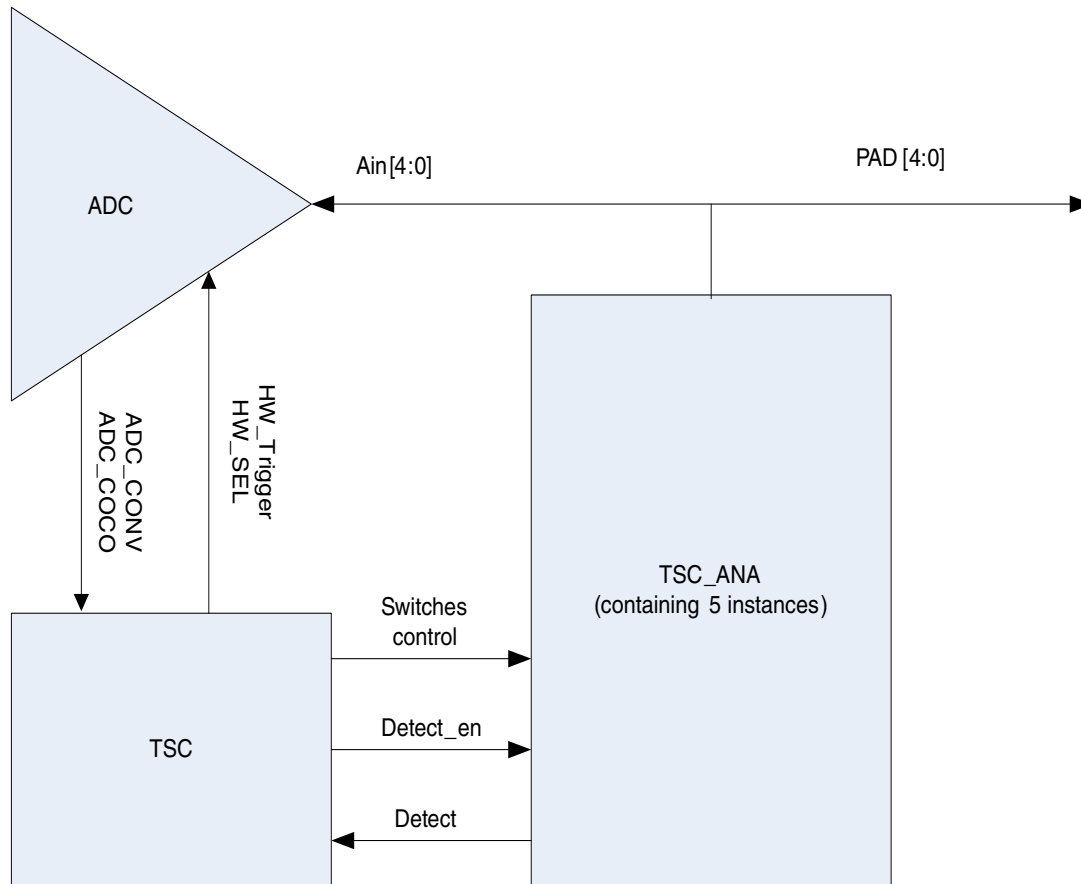 Ain[4:0]
PAD [4:0]
ADC
HW_Trigger
HW_SEL
ADC_CONV
ADC_COCO
TSC_ANA
(containing 5 instances)
Switches
control
Detect_en
TSC
Detect